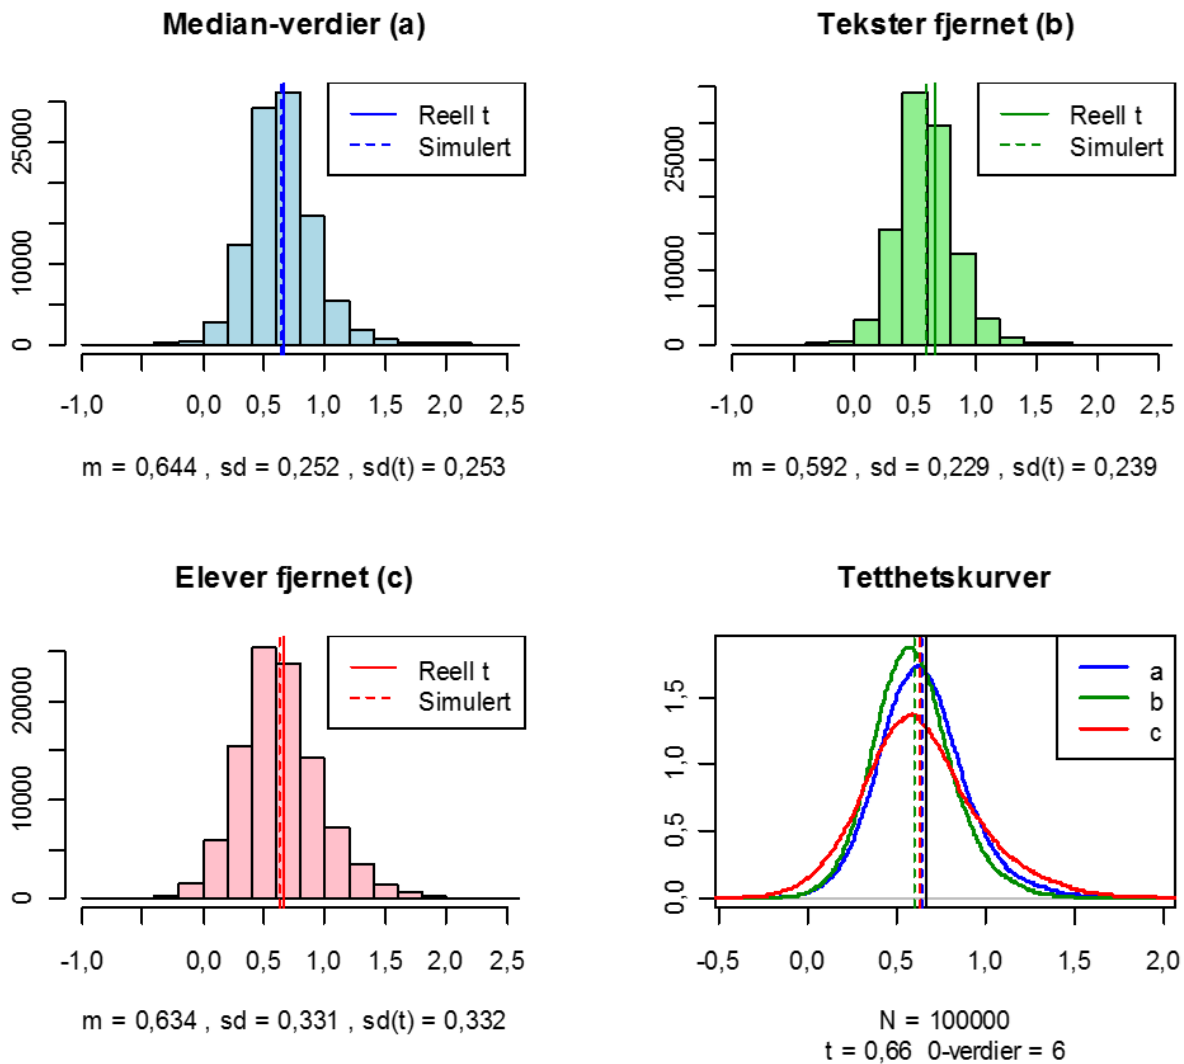 Median-verdier (a)
Reell t
Simulert
0
10000
25000
-1,0
0,0
0,5
1,0
1,5
2,0
2,5
m = 0,644 , sd = 0,252 , sd(t) = 0,253
Tekster fjernet (b)
Reell t
Simulert
0
10000
25000
-1,0
0,0
0,5
1,0
1,5
2,0
2,5
m = 0,592 , sd = 0,229 , sd(t) = 0,239
Elever fjernet (c)
Reell t
Simulert
0
10000
20000
-1,0
0,0
0,5
1,0
1,5
2,0
2,5
m = 0,634 , sd = 0,331 , sd(t) = 0,332
Tetthetskurver
a
b
c
0,0
0,5
1,0
1,5
-0,5
0,0
0,5
1,0
1,5
2,0
N = 100000
t = 0,66 0-verdier = 6